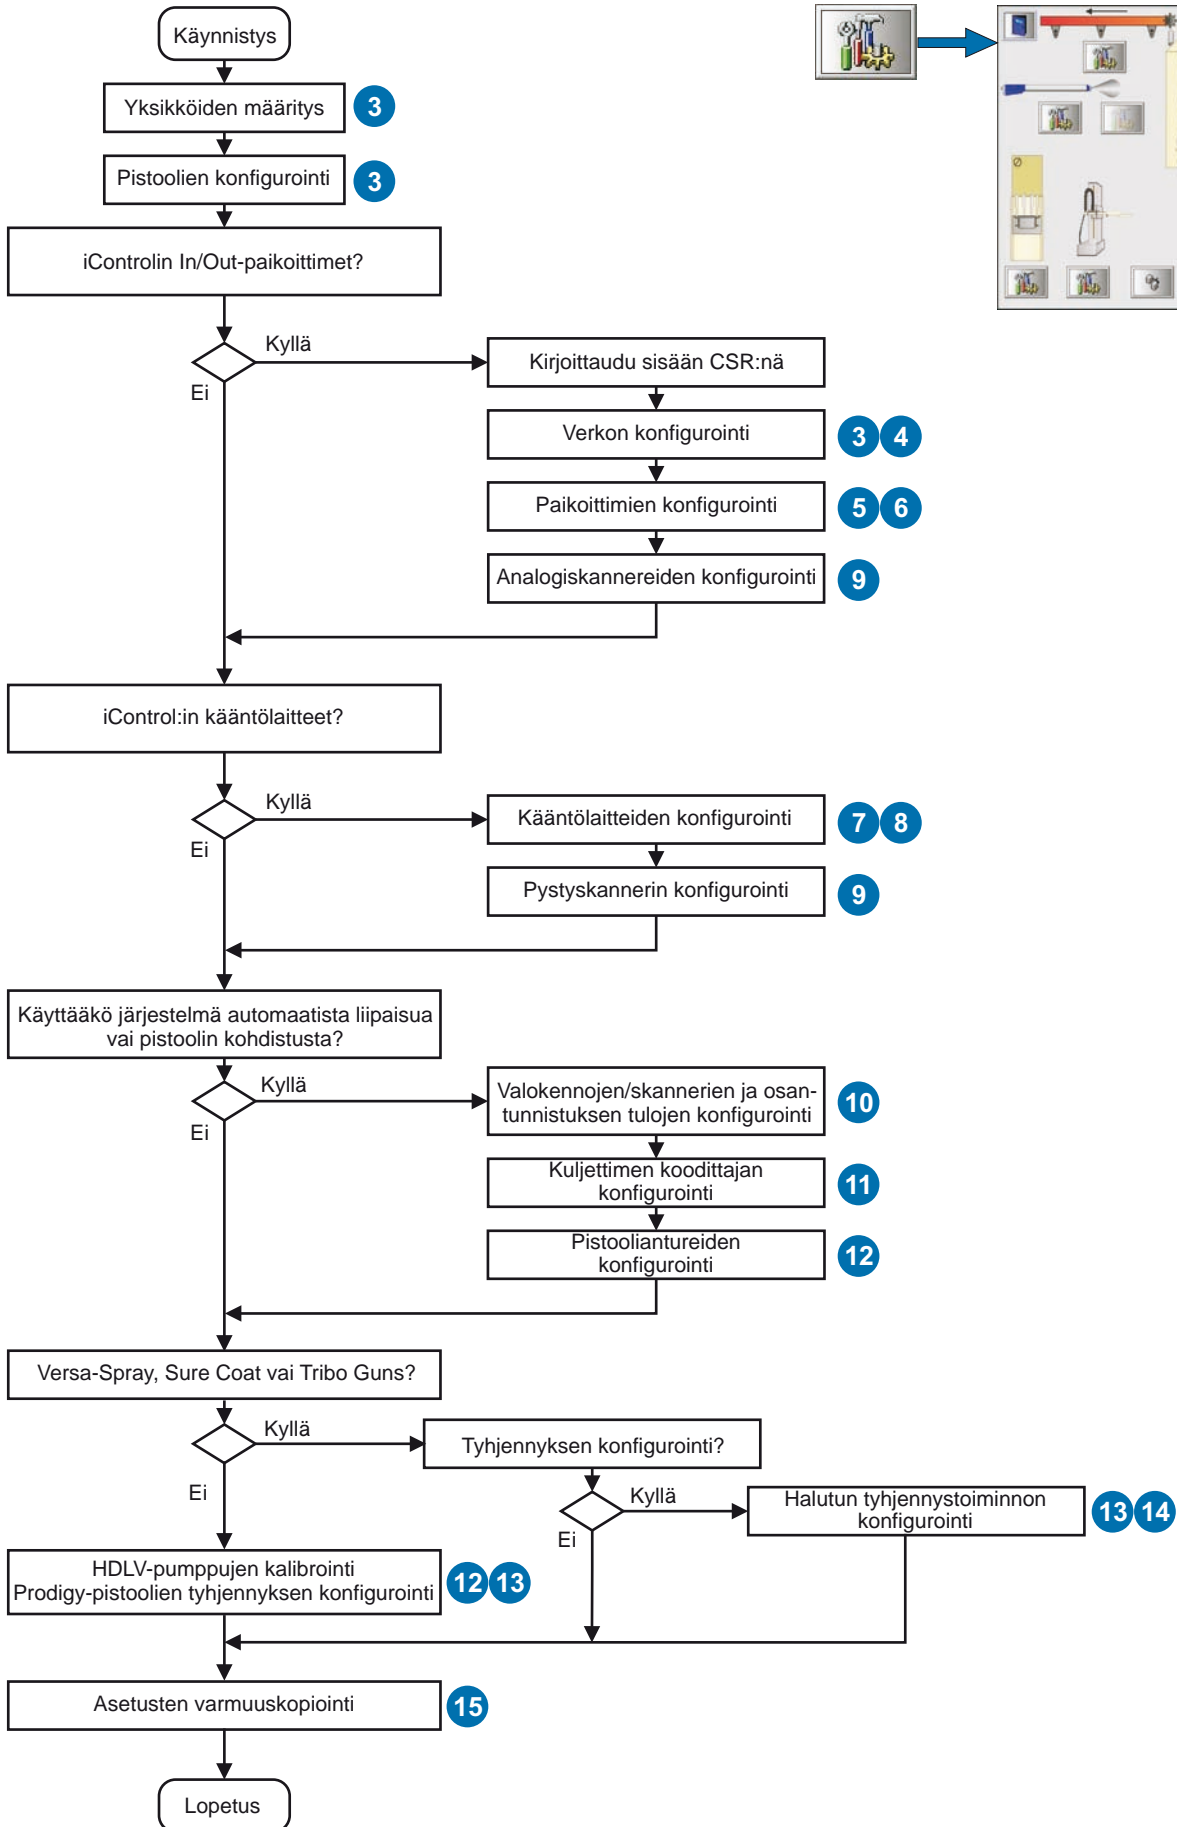 Käynnistys
Yksikköiden määritys
3
Pistoolien konfigurointi
3
iControlin In/Out-paikoittimet?
Kyllä
Ei
Kirjoittaudu sisään CSR:nä
Verkon konfigurointi
3 4
Paikoittimien konfigurointi
5 6
Analogiskannereiden konfigurointi
9
iControl:in kääntölaitteet?
Kyllä
Ei
Kääntölaitteiden konfigurointi
7 8
Pystyskannerin konfigurointi
9
Käyttääkö järjestelmä automaatista liipaisua
vai pistoolin kohdistusta?
Kyllä
Ei
Valokennojen/skannerien ja osan-
tunnistuksen tulojen konfigurointi
10
Kuljettimen koodittajan
konfigurointi
11
Pistooliantureiden
konfigurointi
12
Versa-Spray, Sure Coat vai Tribo Guns?
Kyllä
Ei
Tyhjennyksen konfigurointi?
Kyllä
Ei
Halutun tyhjennystoiminnon
konfigurointi
13 14
HDLV-pumppujen kalibrointi
Prodigy-pistoolien tyhjennyksen konfigurointi
12 13
Asetusten varmuuskopiointi
15
Lopetus